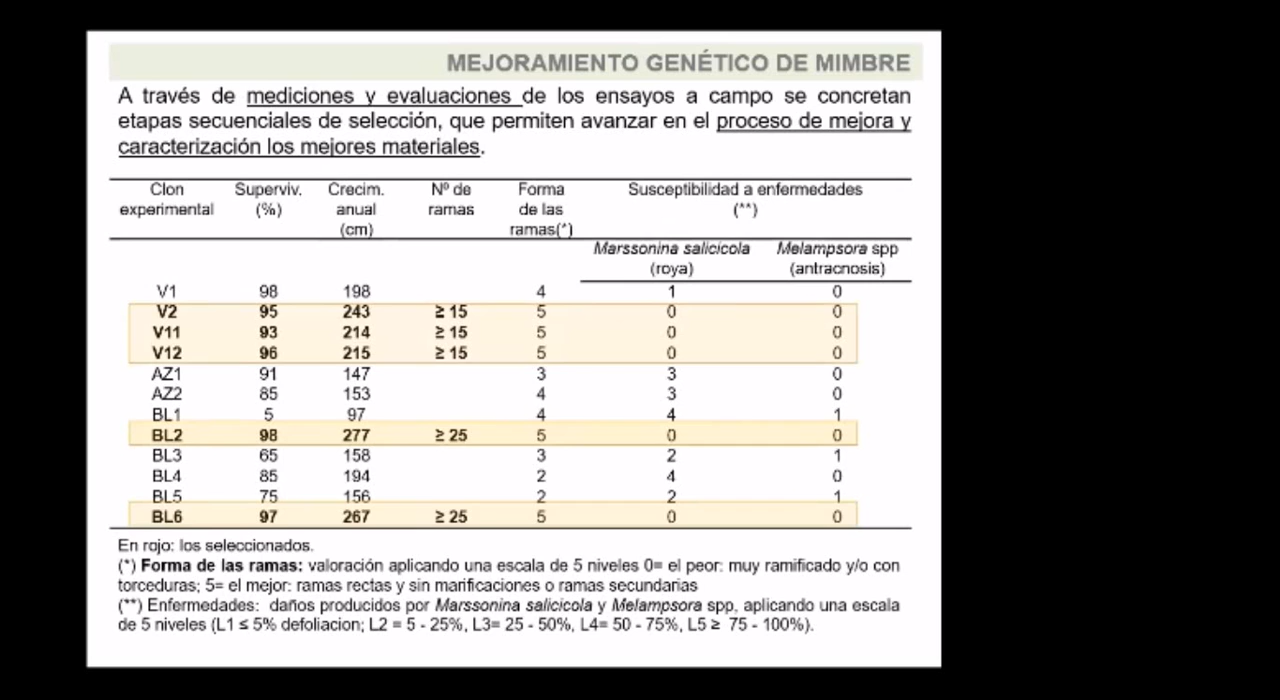 MEJORAMIENTO GENÉTICO DE MIMBRE
A través de mediciones y evaluaciones de los ensayos a campo se concretan
etapas secuenciales de selección, que permiten avanzar en el proceso de mejora y
caracterización los mejores materiales.
Clon Superviv. Crecim. Nº de Forma Susceptibilidad a enfermedades
experimental (%) anual ramas de las (**)
(cm) ramas(*)
Marssonina salicicola Melampsora spp
(roya) (antracnosis)
V1 98 198 4 1 0
V2 95 243 ≥ 15 5 0 0
V11 93 214 ≥ 15 5 0 0
V12 96 215 ≥ 15 5 0 0
AZ1 91 147 3 3 0
AZ2 85 153 4 3 0
BL1 5 97 4 4 1
BL2 98 277 ≥ 25 5 0 0
BL3 65 158 3 2 1
BL4 85 194 2 4 0
BL5 75 156 2 2 1
BL6 97 267 ≥ 25 5 0 0
En rojo: los seleccionados.
(*) Forma de las ramas: valoración aplicando una escala de 5 niveles 0= el peor: muy ramificado y/o con
torceduras; 5= el mejor: ramas rectas y sin marificaciones o ramas secundarias
(**) Enfermedades: daños producidos por Marssonina salicicola y Melampsora spp, aplicando una escala
de 5 niveles (L1 ≤ 5% defoliacion; L2 = 5 - 25%, L3= 25 - 50%, L4= 50 - 75%, L5 ≥ 75 - 100%).